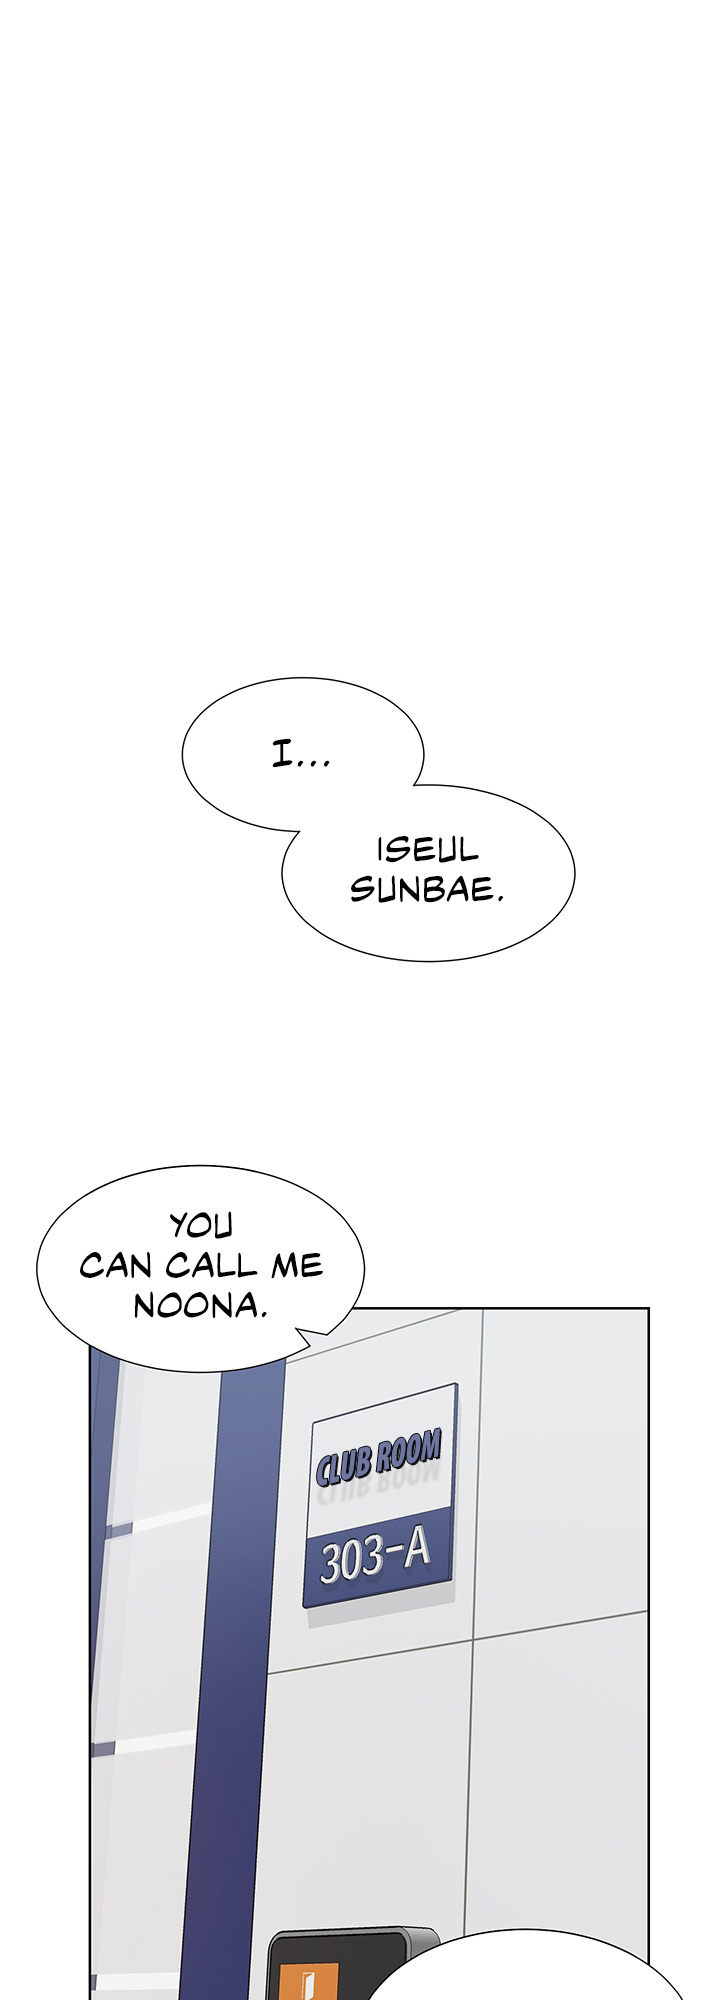 I...
ISEUL
SUNBAE.
YOU
CAN CALL ME
NOONA.
CLUB ROOM
303-A